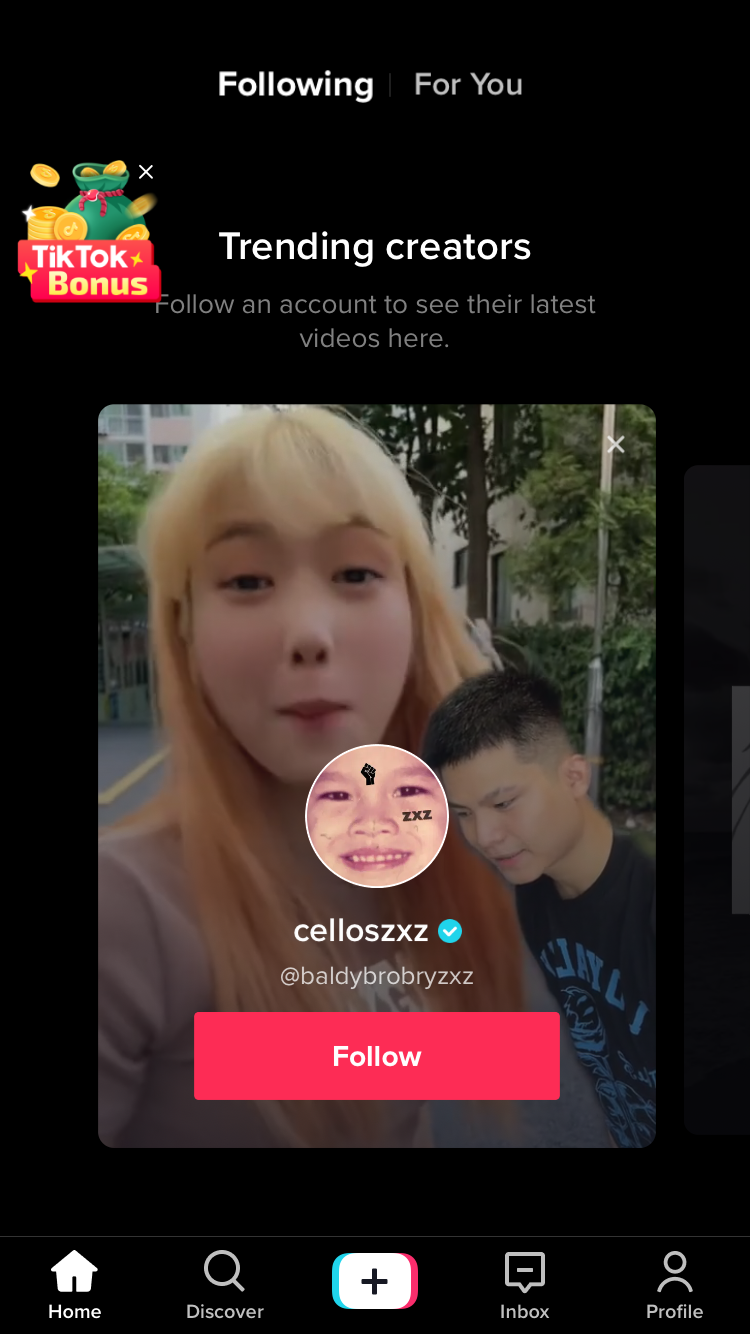 Following
For You
TikTok
Bonus
Trending creators
Follow an account to see their latest
videos here.
zxz
celloszxz
@baldybrobryzxz
Follow
Home
Discover
Inbox
Profile